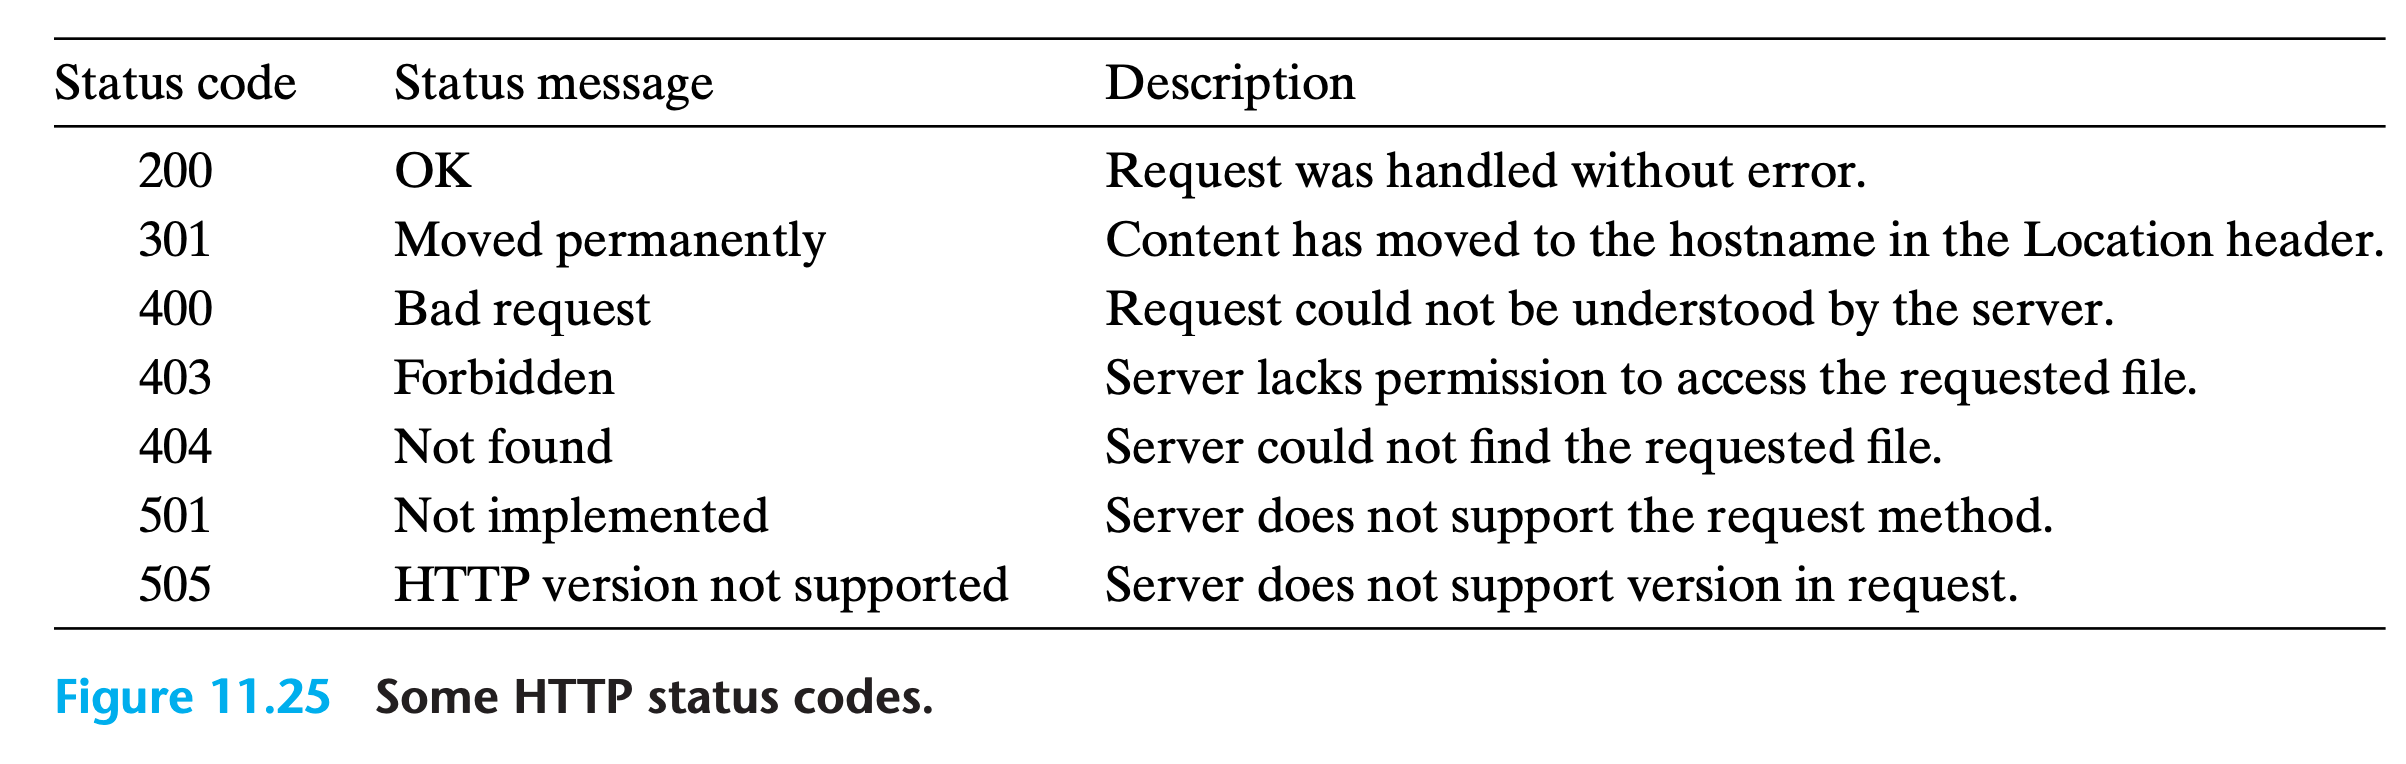 Status code Status message Description
200 OK Request was handled without error.
301 Moved permanently Content has moved to the hostname in the Location header.
400 Bad request Request could not be understood by the server.
403 Forbidden Server lacks permission to access the requested file.
404 Not found Server could not find the requested file.
501 Not implemented Server does not support the request method.
505 HTTP version not supported Server does not support version in request.
Figure 11.25 Some HTTP status codes.